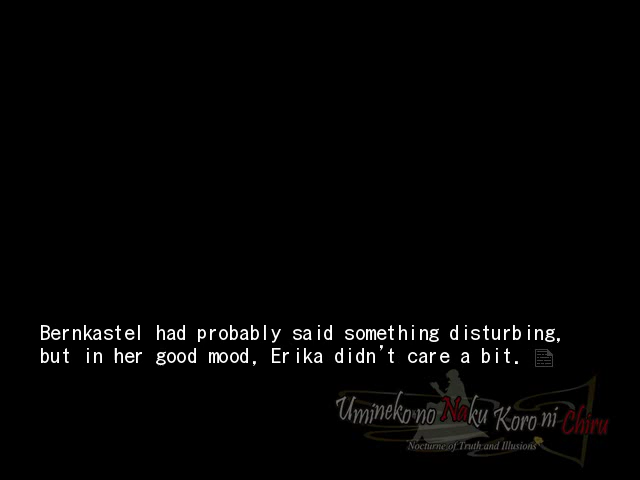 Bernkastel had probably said something disturbing,
but in her good mood, Erika didn't care a bit.
Umineko no Naku Koro ni Chiru
Nocturne of Truth and Illusions